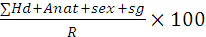 ∑Hd + Anat + sex + sg
R
× 100